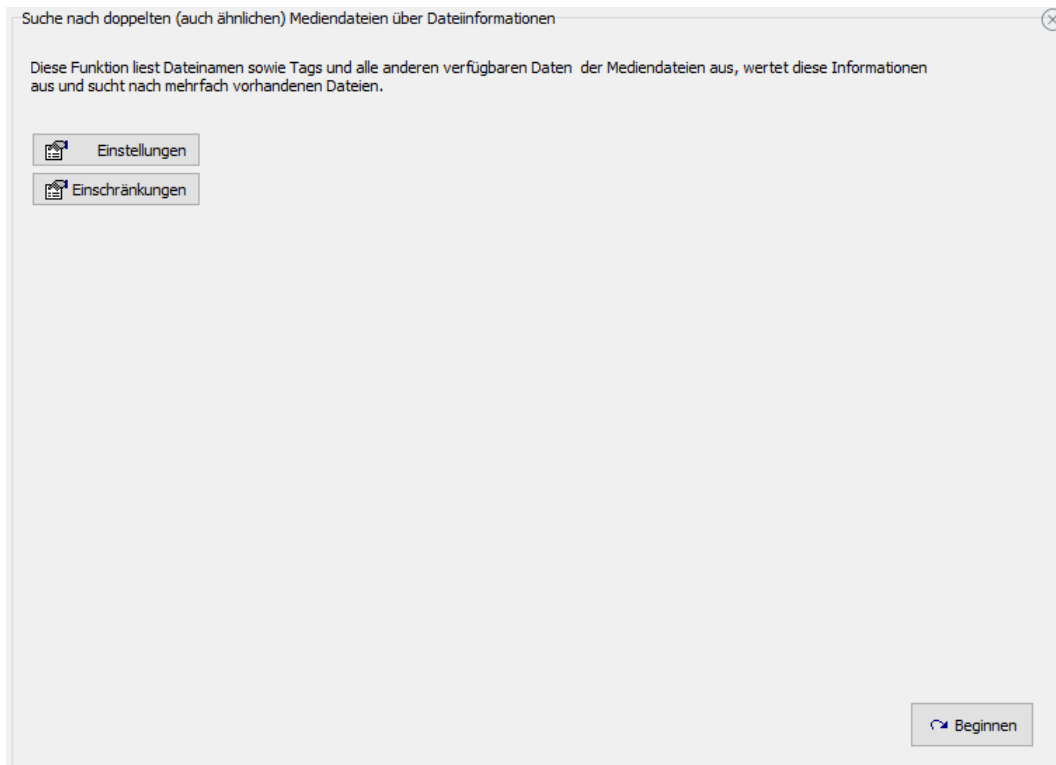 Suche nach doppelten (auch ähnlichen) Mediendateien über Dateiinformationen
Diese Funktion liest Dateinamen sowie Tags und alle anderen verfügbaren Daten  der Mediendateien aus, wertet diese Informationen
aus und sucht nach mehrfach vorhandenen Dateien.
Einstellungen
Einschränkungen
Beginnen